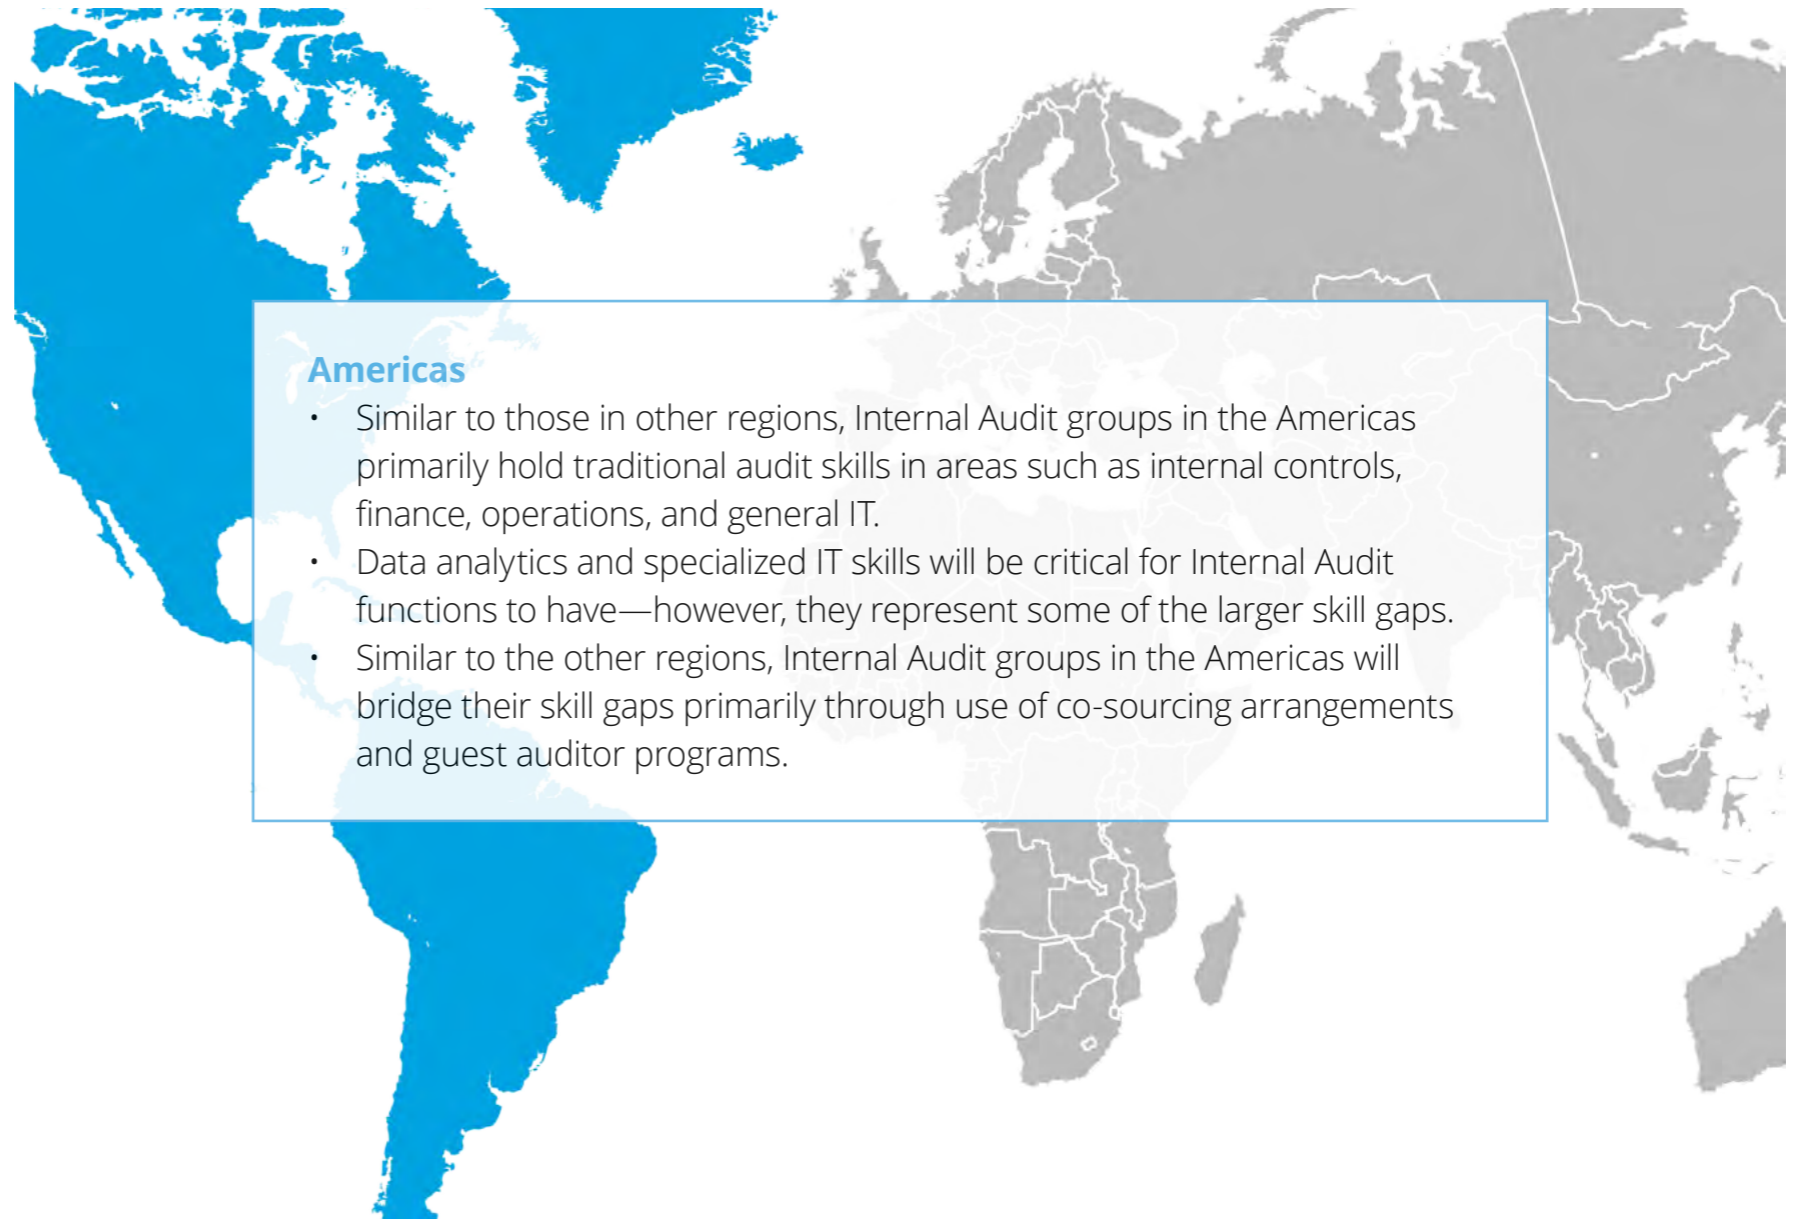 Americas
• Similar to those in other regions, Internal Audit groups in the Americas
primarily hold traditional audit skills in areas such as internal controls,
finance, operations, and general IT.
• Data analytics and specialized IT skills will be critical for Internal Audit
functions to have—however, they represent some of the larger skill gaps.
• Similar to the other regions, Internal Audit groups in the Americas will
bridge their skill gaps primarily through use of co-sourcing arrangements
and guest auditor programs.